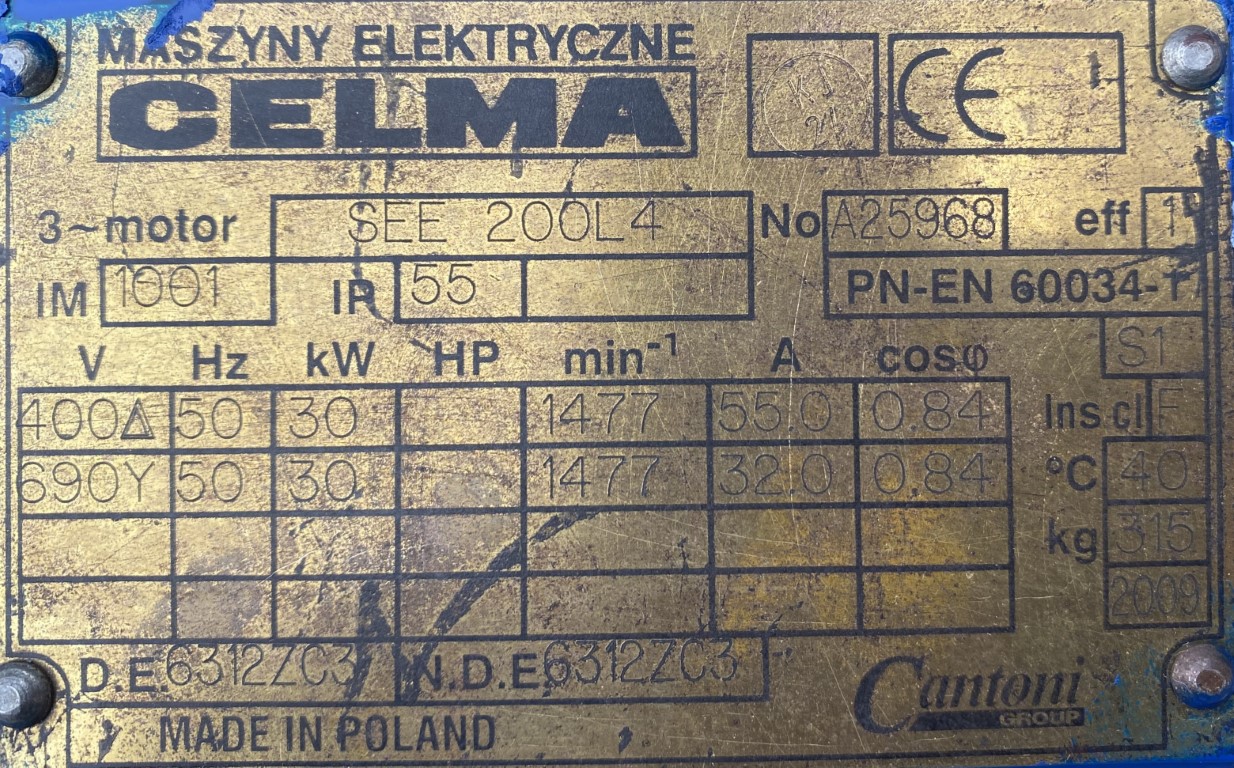 MASZYNY ELEKTRYCZNE
CELMA
CE
3~motor SEE 200L4 No A25968 eff 1
IM 1001 IP 55 PN-EN 60034-1
S1
V Hz kW HP min⁻¹ A cosφ
400Δ 50 30 1477 55.0 0.84 Ins.cl F
690Y 50 30 1477 32.0 0.84 °C 40
kg 315
2009
D.E. 6312ZC3 N.D.E. 6312ZC3
Cantoni
GROUP
MADE IN POLAND